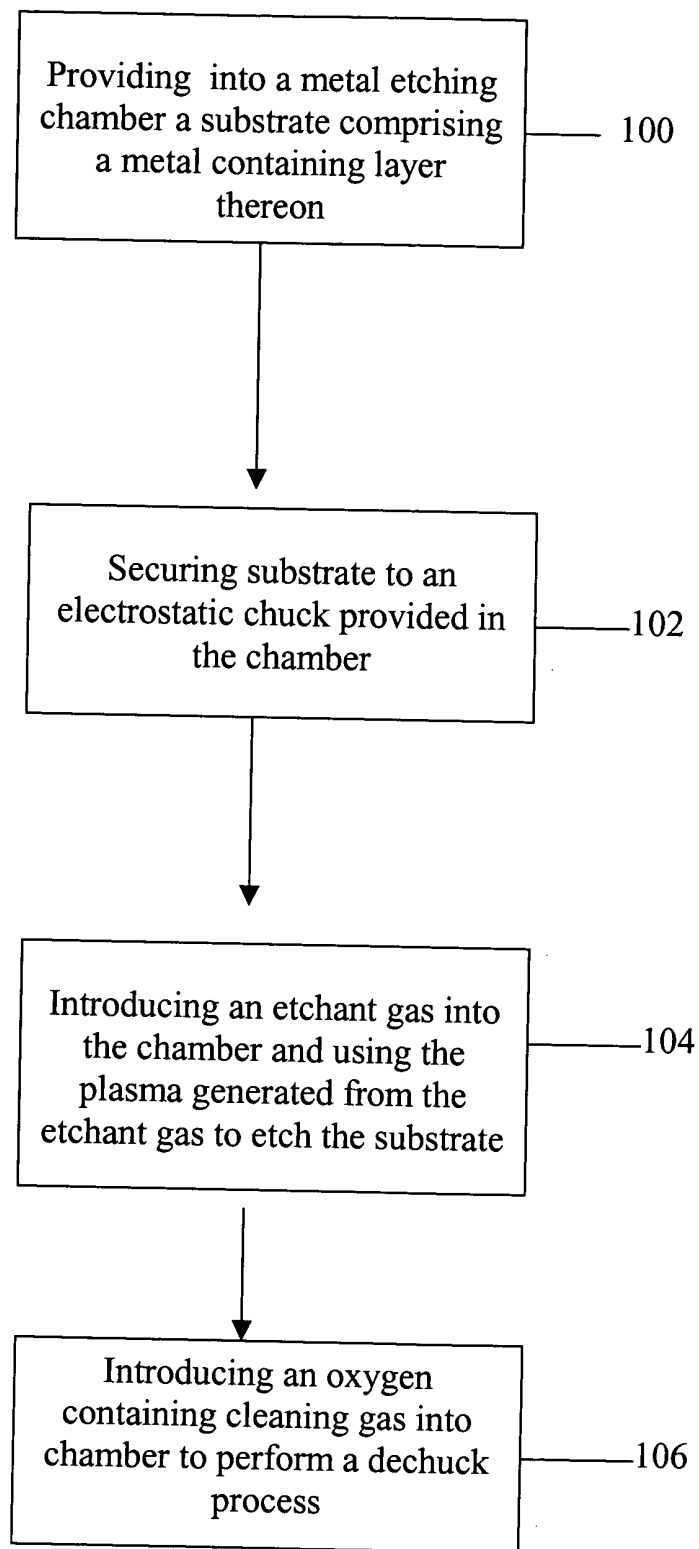 Providing into a metal etching
chamber a substrate comprising
a metal containing layer
thereon
100
Securing substrate to an
electrostatic chuck provided in
the chamber
102
Introducing an etchant gas into
the chamber and using the
plasma generated from the
etchant gas to etch the substrate
104
Introducing an oxygen
containing cleaning gas into
chamber to perform a dechuck
process
106